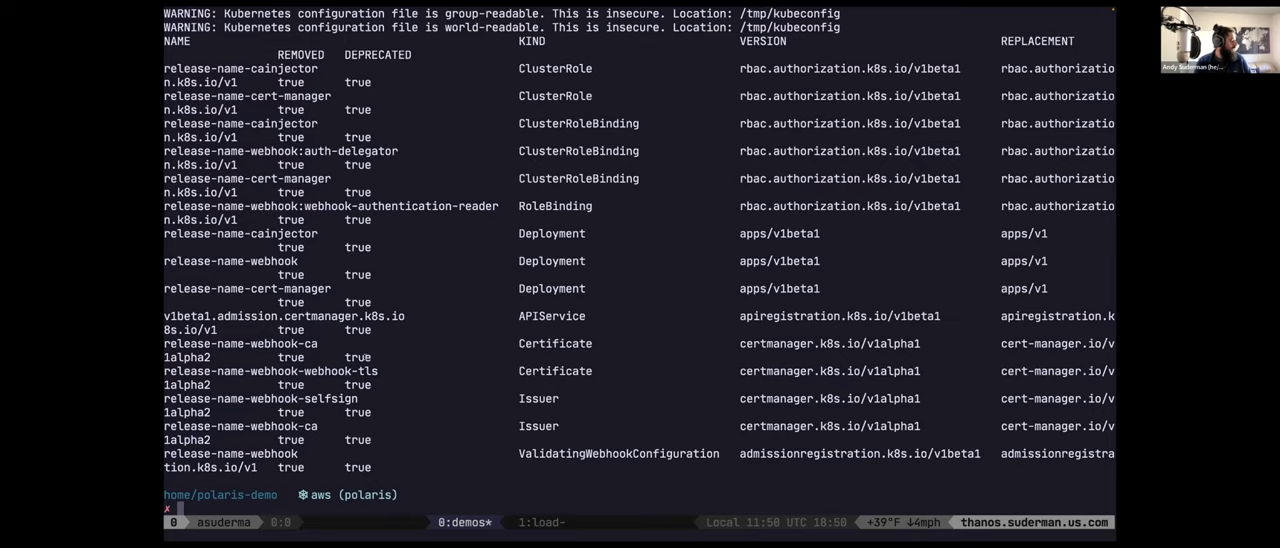 WARNING: Kubernetes configuration file is group-readable. This is insecure. Location: /tmp/kubeconfig
WARNING: Kubernetes configuration file is world-readable. This is insecure. Location: /tmp/kubeconfig
NAME KIND VERSION REPLACEMENT
REMOVED DEPRECATED
release-name-cainjector ClusterRole rbac.authorization.k8s.io/v1beta1 rbac.authorizatio
n.k8s.io/v1 true true
release-name-cert-manager ClusterRole rbac.authorization.k8s.io/v1beta1 rbac.authorizatio
n.k8s.io/v1 true true
release-name-cainjector ClusterRoleBinding rbac.authorization.k8s.io/v1beta1 rbac.authorizatio
n.k8s.io/v1 true true
release-name-webhook:auth-delegator ClusterRoleBinding rbac.authorization.k8s.io/v1beta1 rbac.authorizatio
n.k8s.io/v1 true true
release-name-cert-manager ClusterRoleBinding rbac.authorization.k8s.io/v1beta1 rbac.authorizatio
n.k8s.io/v1 true true
release-name-webhook:webhook-authentication-reader RoleBinding rbac.authorization.k8s.io/v1beta1 rbac.authorizatio
n.k8s.io/v1 true true
release-name-cainjector Deployment apps/v1beta1 apps/v1
true true
release-name-webhook Deployment apps/v1beta1 apps/v1
true true
release-name-cert-manager Deployment apps/v1beta1 apps/v1
true true
v1beta1.admission.certmanager.k8s.io APIService apiregistration.k8s.io/v1beta1 apiregistration.k
8s.io/v1 true true
release-name-webhook-ca Certificate certmanager.k8s.io/v1alpha1 cert-manager.io/v
1alpha2 true true
release-name-webhook-webhook-tls Certificate certmanager.k8s.io/v1alpha1 cert-manager.io/v
1alpha2 true true
release-name-webhook-selfsign Issuer certmanager.k8s.io/v1alpha1 cert-manager.io/v
1alpha2 true true
release-name-webhook-ca Issuer certmanager.k8s.io/v1alpha1 cert-manager.io/v
1alpha2 true true
release-name-webhook ValidatingWebhookConfiguration admissionregistration.k8s.io/v1beta1 admissionregistra
tion.k8s.io/v1 true true
home/polaris-demo ⎈ aws (polaris)
✗
0 asuderma 0:0 0:demos* 1:load- Local 11:50 UTC 18:50 +39°F ↓4mph thanos.suderman.us.com
Andy Suderman [he/...